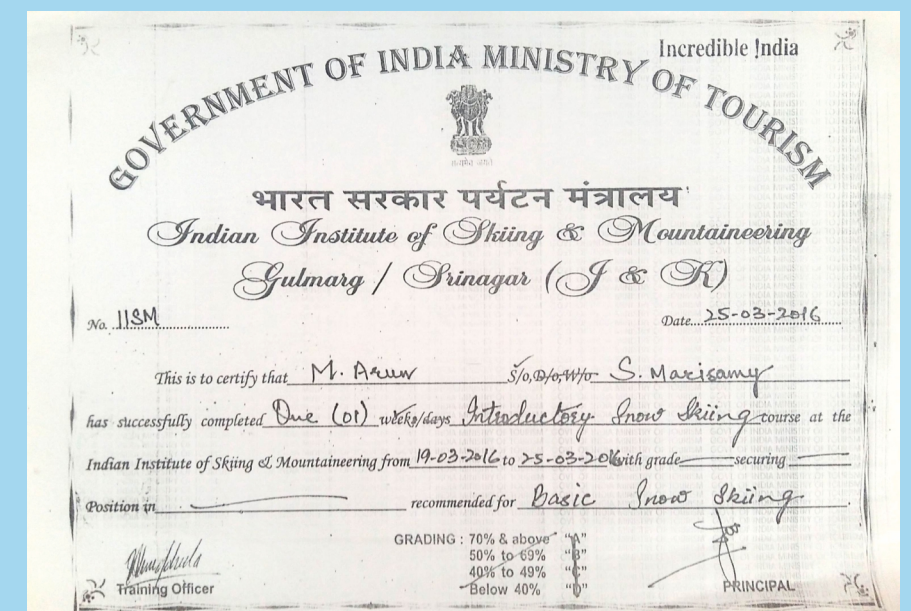 Incredible !ndia
GOVERNMENT OF INDIA MINISTRY OF TOURISM
सत्यमेव जयते
भारत सरकार पर्यटन मंत्रालय
Indian Institute of Skiing & Mountaineering
Gulmarg / Srinagar (J & K)
No. IISM Date 25-03-2016
This is to certify that M. Arun S/o, D/o, W/o S. Marisamy
has successfully completed One (01) weeks/days Introductory Snow Skiing course at the
Indian Institute of Skiing & Mountaineering from 19-03-2016 to 25-03-2016 with grade securing
Position in recommended for Basic Snow Skiing.
GRADING : 70% & above "A"
50% to 69% "B"
40% to 49% "C"
Below 40% "D"
Training Officer PRINCIPAL